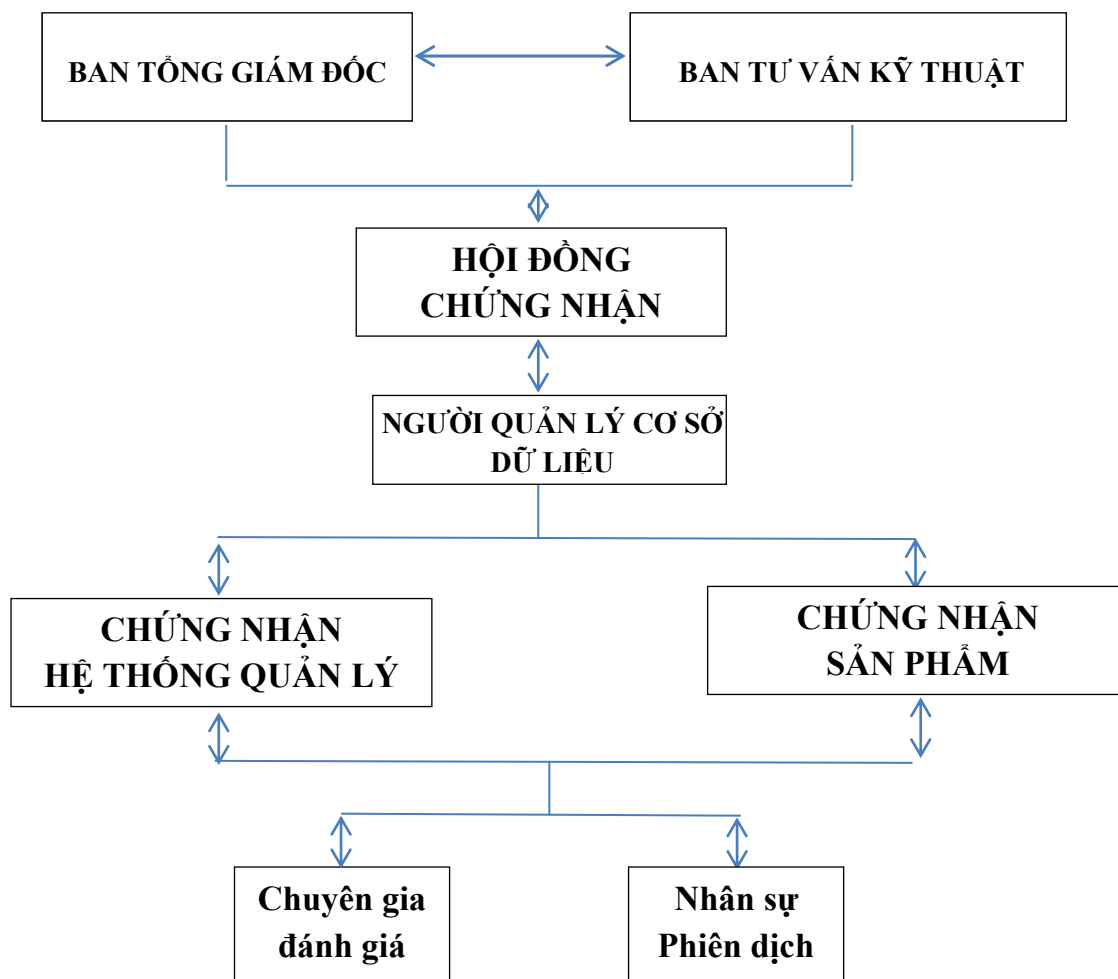 BAN TỔNG GIÁM ĐỐC
BAN TƯ VẤN KỸ THUẬT
HỘI ĐỒNG
CHỨNG NHẬN
NGƯỜI QUẢN LÝ CƠ SỞ
DỮ LIỆU
CHỨNG NHẬN
HỆ THỐNG QUẢN LÝ
CHỨNG NHẬN
SẢN PHẨM
Chuyên gia
đánh giá
Nhân sự
Phiên dịch